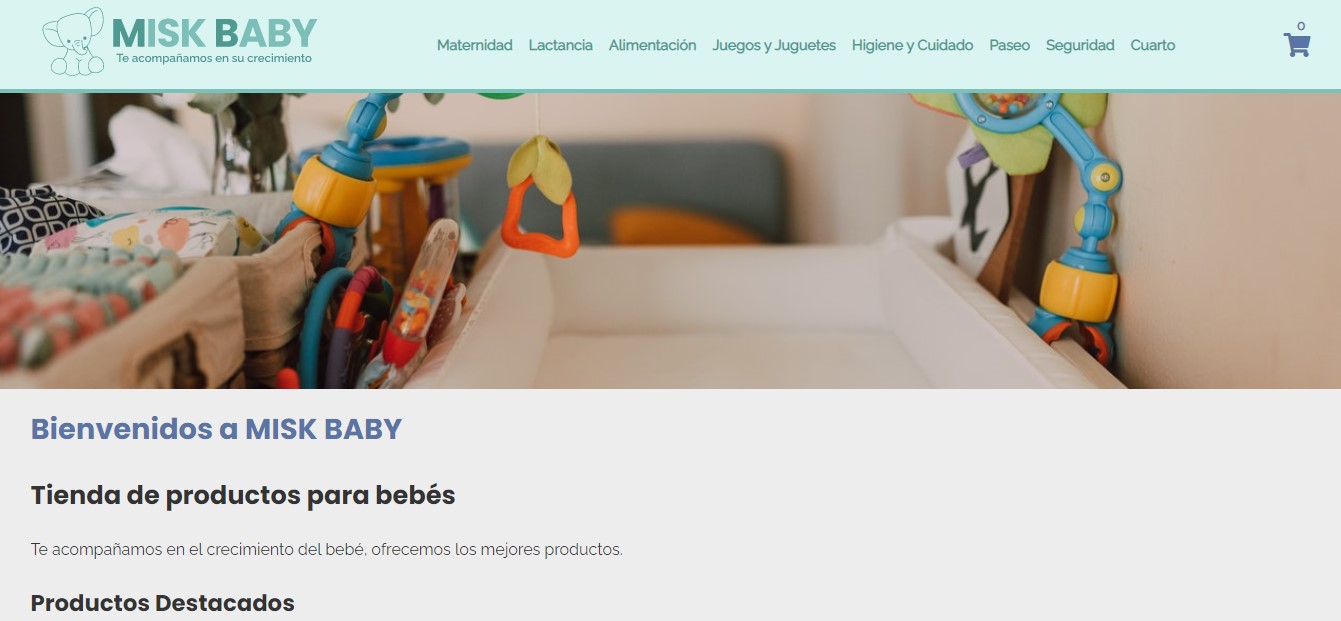 MISK BABY
Te acompañamos en su crecimiento
Maternidad Lactancia Alimentación Juegos y Juguetes Higiene y Cuidado Paseo Seguridad Cuarto
0
Bienvenidos a MISK BABY
Tienda de productos para bebés
Te acompañamos en el crecimiento del bebé, ofrecemos los mejores productos.
Productos Destacados